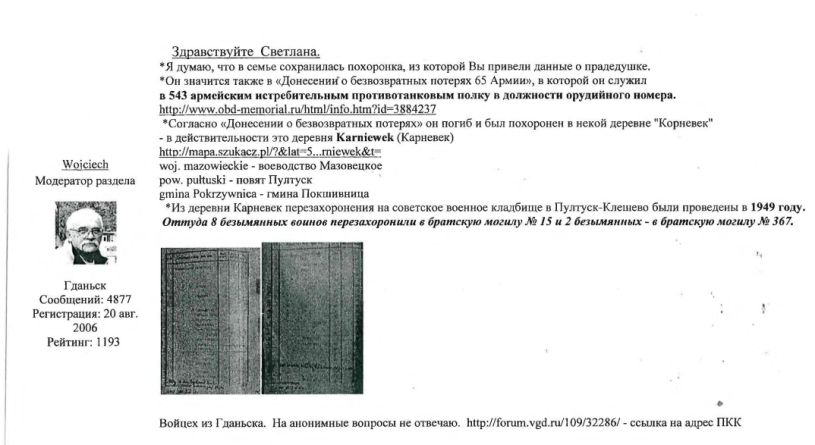 Здравствуйте Светлана.
*Я думаю, что в семье сохранилась похоронка, из которой Вы привели данные о прадедушке.
*Он значится также в «Донесении о безвозвратных потерях 65 Армии», в которой он служил
в 543 армейским истребительным противотанковым полку в должности орудийного номера.
http://www.obd-memorial.ru/html/info.htm?id=3884237
*Согласно «Донесении о безвозвратных потерях» он погиб и был похоронен в некой деревне "Корневек"
- в действительности это деревня Karniewek (Карневек)
http://mapa.szukacz.pl/?&lat=5...rniewek&t=
woj. mazowieckie - воеводство Мазовецкое
pow. pułtuski - повят Пултуск
gmina Pokrzywnica - гмина Покшивница
*Из деревни Карневек перезахоронения на советское военное кладбище в Пултуск-Клешево были проведены в 1949 году.
Оттуда 8 безымянных воинов перезахоронили в братскую могилу № 15 и 2 безымянных - в братскую могилу № 367.
Wojciech
Модератор раздела
Гданьск
Сообщений: 4877
Регистрация: 20 авг.
2006
Рейтинг: 1193
Войцех из Гданьска. На анонимные вопросы не отвечаю. http://forum.vgd.ru/109/32286/ - ссылка на адрес ПКК